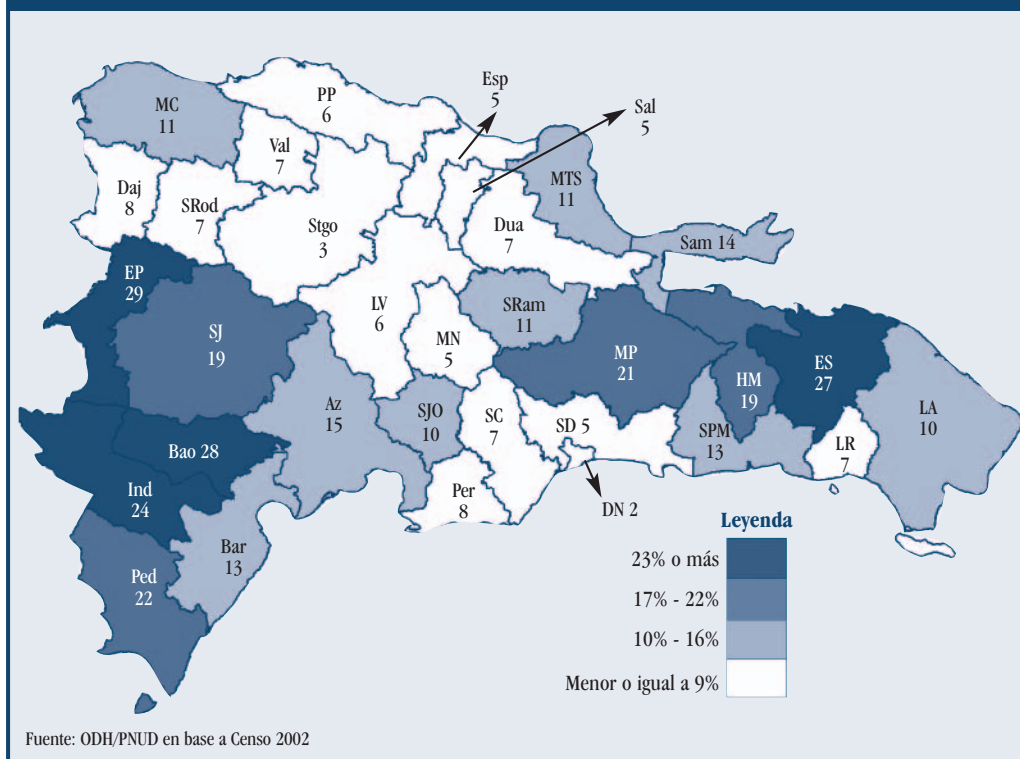 Esp
5
Sal
5
PP
6
MC
11
Val
7
MTS
11
Daj
8
SRod
7
Stgo
3
Dua
7
Sam 14
EP
29
SJ
19
LV
6
SRam
11
MN
5
MP
21
HM
19
ES
27
LA
10
Az
15
SJO
10
SC
7
SD 5
SPM
13
LR
7
Bao 28
Ind
24
Per
8
DN 2
Bar
13
Ped
22
Leyenda
23% o más
17% - 22%
10% - 16%
Menor o igual a 9%
Fuente: ODH/PNUD en base a Censo 2002